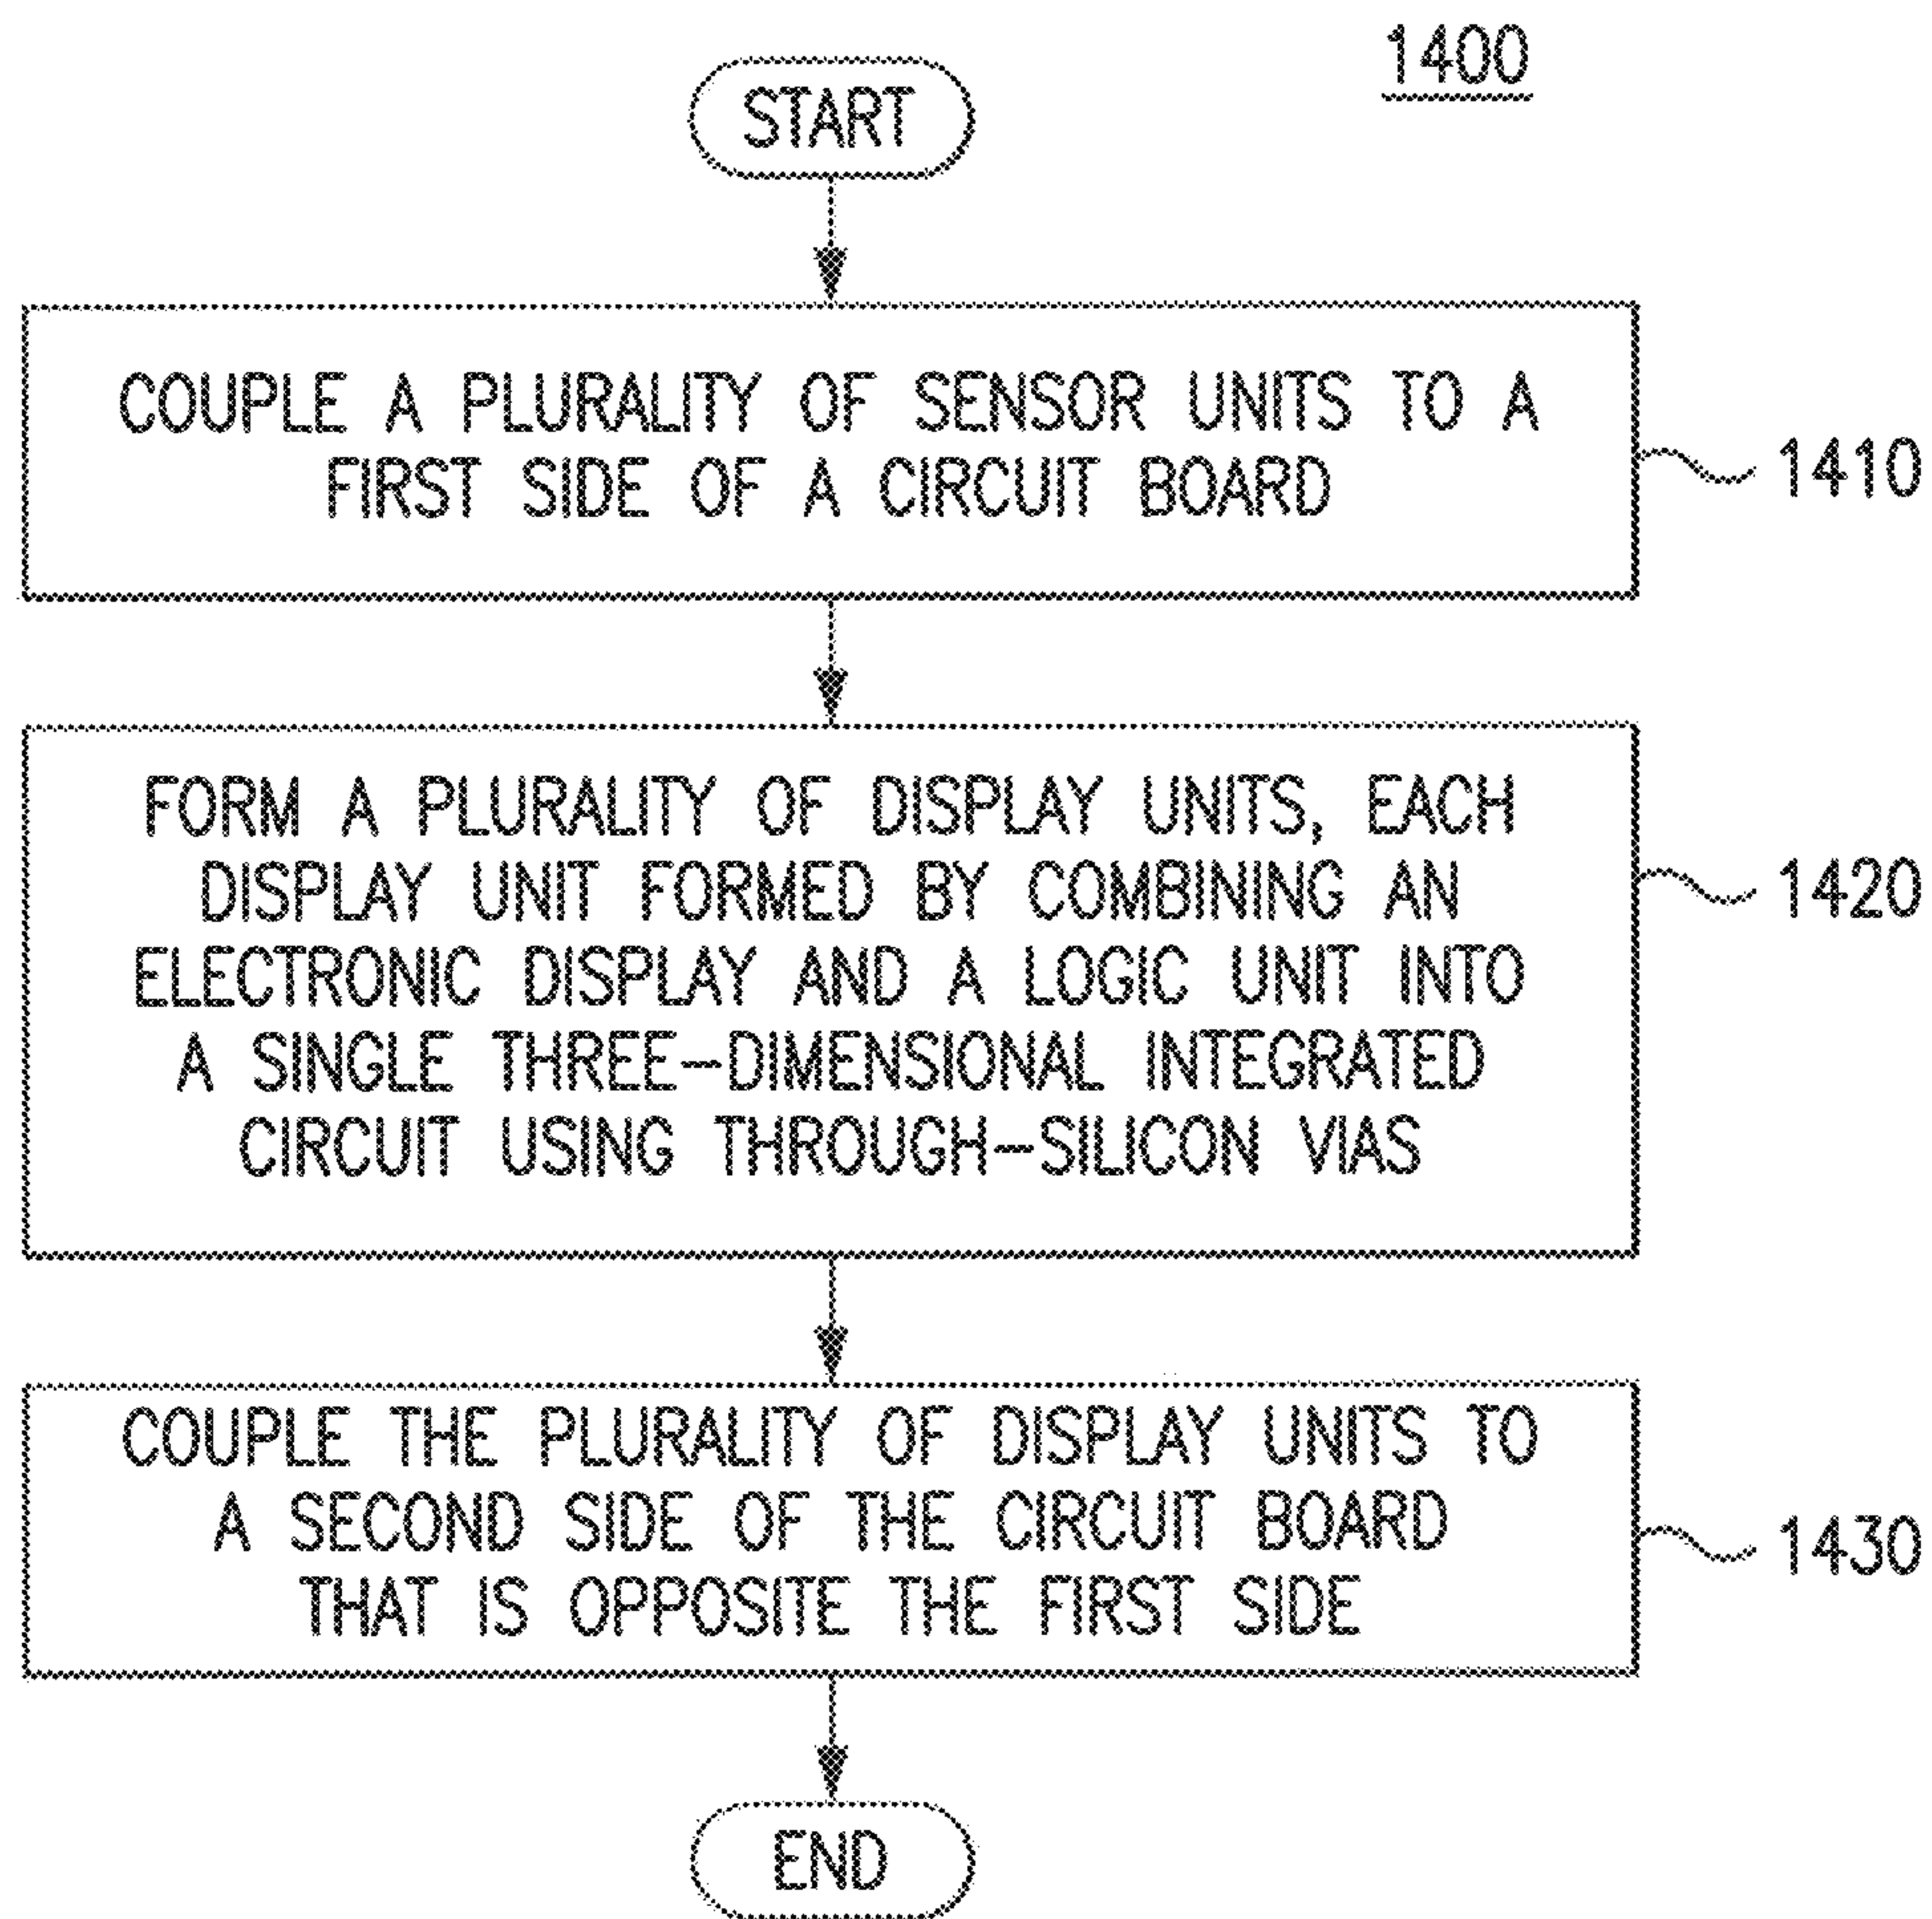 1400
START
COUPLE A PLURALITY OF SENSOR UNITS TO A
FIRST SIDE OF A CIRCUIT BOARD
1410
FORM A PLURALITY OF DISPLAY UNITS, EACH
DISPLAY UNIT FORMED BY COMBINING AN
ELECTRONIC DISPLAY AND A LOGIC UNIT INTO
A SINGLE THREE-DIMENSIONAL INTEGRATED
CIRCUIT USING THROUGH-SILICON VIAS
1420
COUPLE THE PLURALITY OF DISPLAY UNITS TO
A SECOND SIDE OF THE CIRCUIT BOARD
THAT IS OPPOSITE THE FIRST SIDE
1430
END